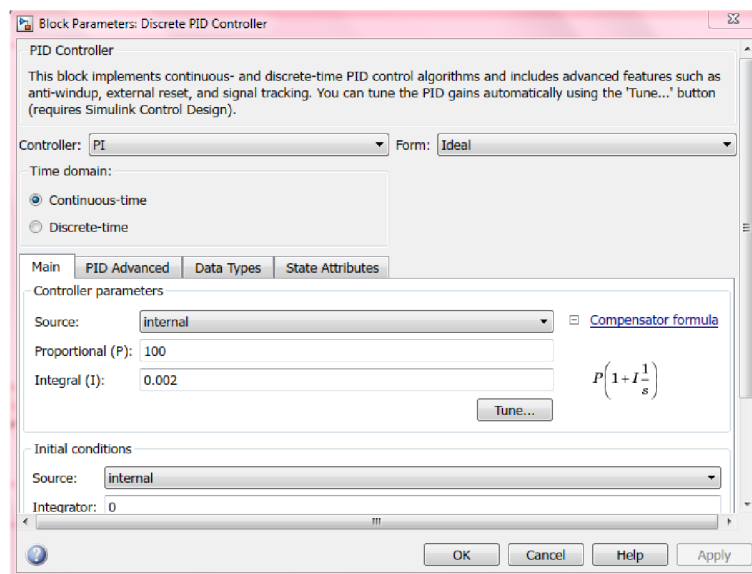 Block Parameters: Discrete PID Controller
PID Controller
This block implements continuous- and discrete-time PID control algorithms and includes advanced features such as
anti-windup, external reset, and signal tracking. You can tune the PID gains automatically using the 'Tune...' button
(requires Simulink Control Design).
Controller: PI Form: Ideal
Time domain:
Continuous-time
Discrete-time
Main PID Advanced Data Types State Attributes
Controller parameters
Source: internal Compensator formula
Proportional (P): 100
Integral (I): 0.002
P(1+I 1/s)
Tune...
Initial conditions
Source: internal
Integrator: 0
OK Cancel Help Apply